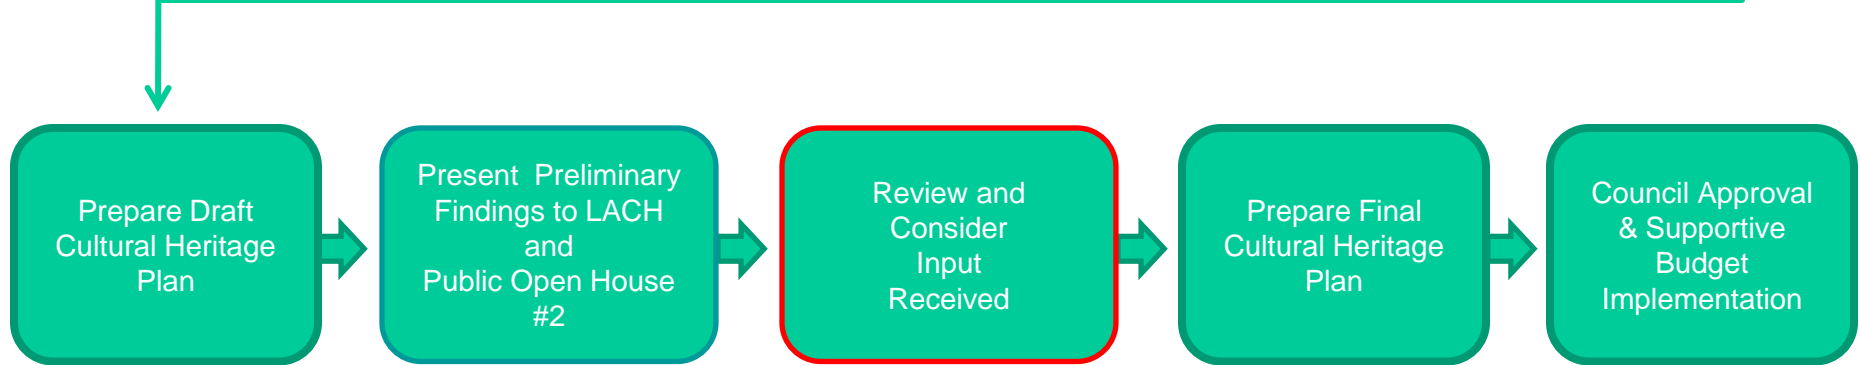 Prepare Draft
Cultural Heritage
Plan
Present  Preliminary
Findings to LACH
and
Public Open House
#2
Review and
Consider
Input
Received
Prepare Final
Cultural Heritage
Plan
Council Approval
& Supportive
Budget
Implementation